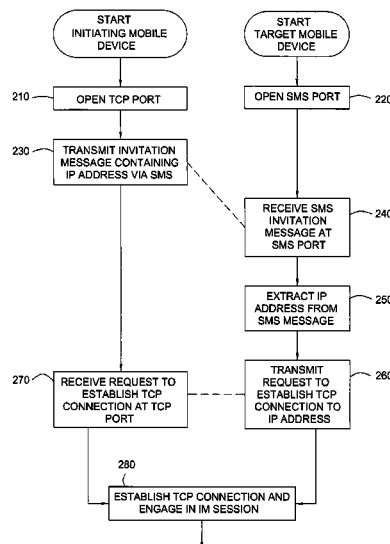 START
INITIATING MOBILE
DEVICE
START
TARGET MOBILE
DEVICE
210
OPEN TCP PORT
OPEN SMS PORT
220
230
TRANSMIT INVITATION
MESSAGE CONTAINING
IP ADDRESS VIA SMS
RECEIVE SMS
INVITATION
MESSAGE AT
SMS PORT
240
EXTRACT IP
ADDRESS FROM
SMS MESSAGE
250
270
RECEIVE REQUEST TO
ESTABLISH TCP
CONNECTION AT TCP
PORT
TRANSMIT
REQUEST TO
ESTABLISH TCP
CONNECTION TO
IP ADDRESS
260
280
ESTABLISH TCP CONNECTION AND
ENGAGE IN IM SESSION